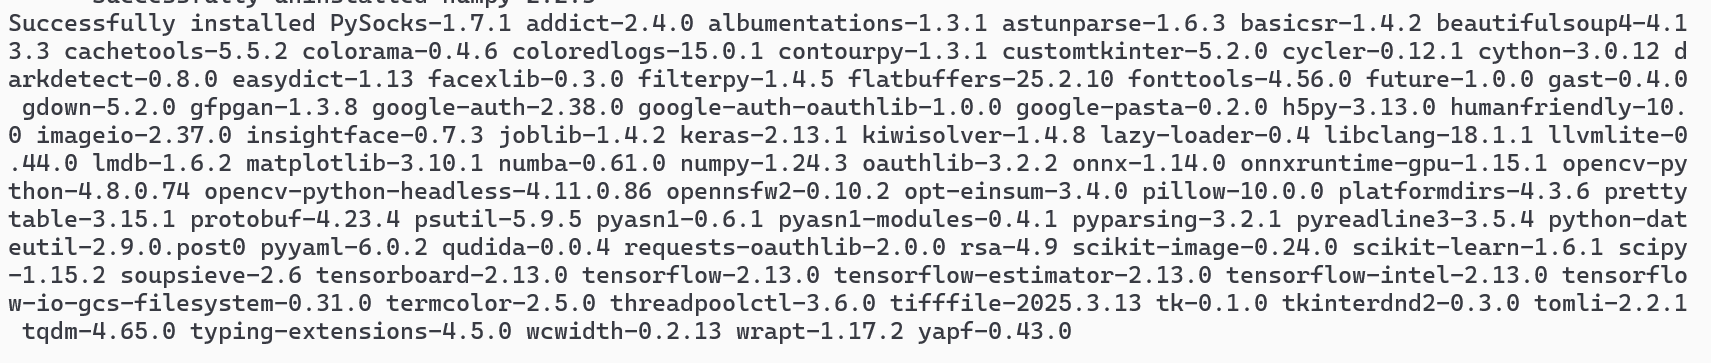 Successfully uninstalled numpy-2.2.3
Successfully installed PySocks-1.7.1 addict-2.4.0 albumentations-1.3.1 astunparse-1.6.3 basicsr-1.4.2 beautifulsoup4-4.1
3.3 cachetools-5.5.2 colorama-0.4.6 coloredlogs-15.0.1 contourpy-1.3.1 customtkinter-5.2.0 cycler-0.12.1 cython-3.0.12 d
arkdetect-0.8.0 easydict-1.13 facexlib-0.3.0 filterpy-1.4.5 flatbuffers-25.2.10 fonttools-4.56.0 future-1.0.0 gast-0.4.0
 gdown-5.2.0 gfpgan-1.3.8 google-auth-2.38.0 google-auth-oauthlib-1.0.0 google-pasta-0.2.0 h5py-3.13.0 humanfriendly-10.
0 imageio-2.37.0 insightface-0.7.3 joblib-1.4.2 keras-2.13.1 kiwisolver-1.4.8 lazy-loader-0.4 libclang-18.1.1 llvmlite-0
.44.0 lmdb-1.6.2 matplotlib-3.10.1 numba-0.61.0 numpy-1.24.3 oauthlib-3.2.2 onnx-1.14.0 onnxruntime-gpu-1.15.1 opencv-py
thon-4.8.0.74 opencv-python-headless-4.11.0.86 opennsfw2-0.10.2 opt-einsum-3.4.0 pillow-10.0.0 platformdirs-4.3.6 pretty
table-3.15.1 protobuf-4.23.4 psutil-5.9.5 pyasn1-0.6.1 pyasn1-modules-0.4.1 pyparsing-3.2.1 pyreadline3-3.5.4 python-dat
eutil-2.9.0.post0 pyyaml-6.0.2 qudida-0.0.4 requests-oauthlib-2.0.0 rsa-4.9 scikit-image-0.24.0 scikit-learn-1.6.1 scipy
-1.15.2 soupsieve-2.6 tensorboard-2.13.0 tensorflow-2.13.0 tensorflow-estimator-2.13.0 tensorflow-intel-2.13.0 tensorflo
w-io-gcs-filesystem-0.31.0 termcolor-2.5.0 threadpoolctl-3.6.0 tifffile-2025.3.13 tk-0.1.0 tkinterdnd2-0.3.0 tomli-2.2.1
 tqdm-4.65.0 typing-extensions-4.5.0 wcwidth-0.2.13 wrapt-1.17.2 yapf-0.43.0